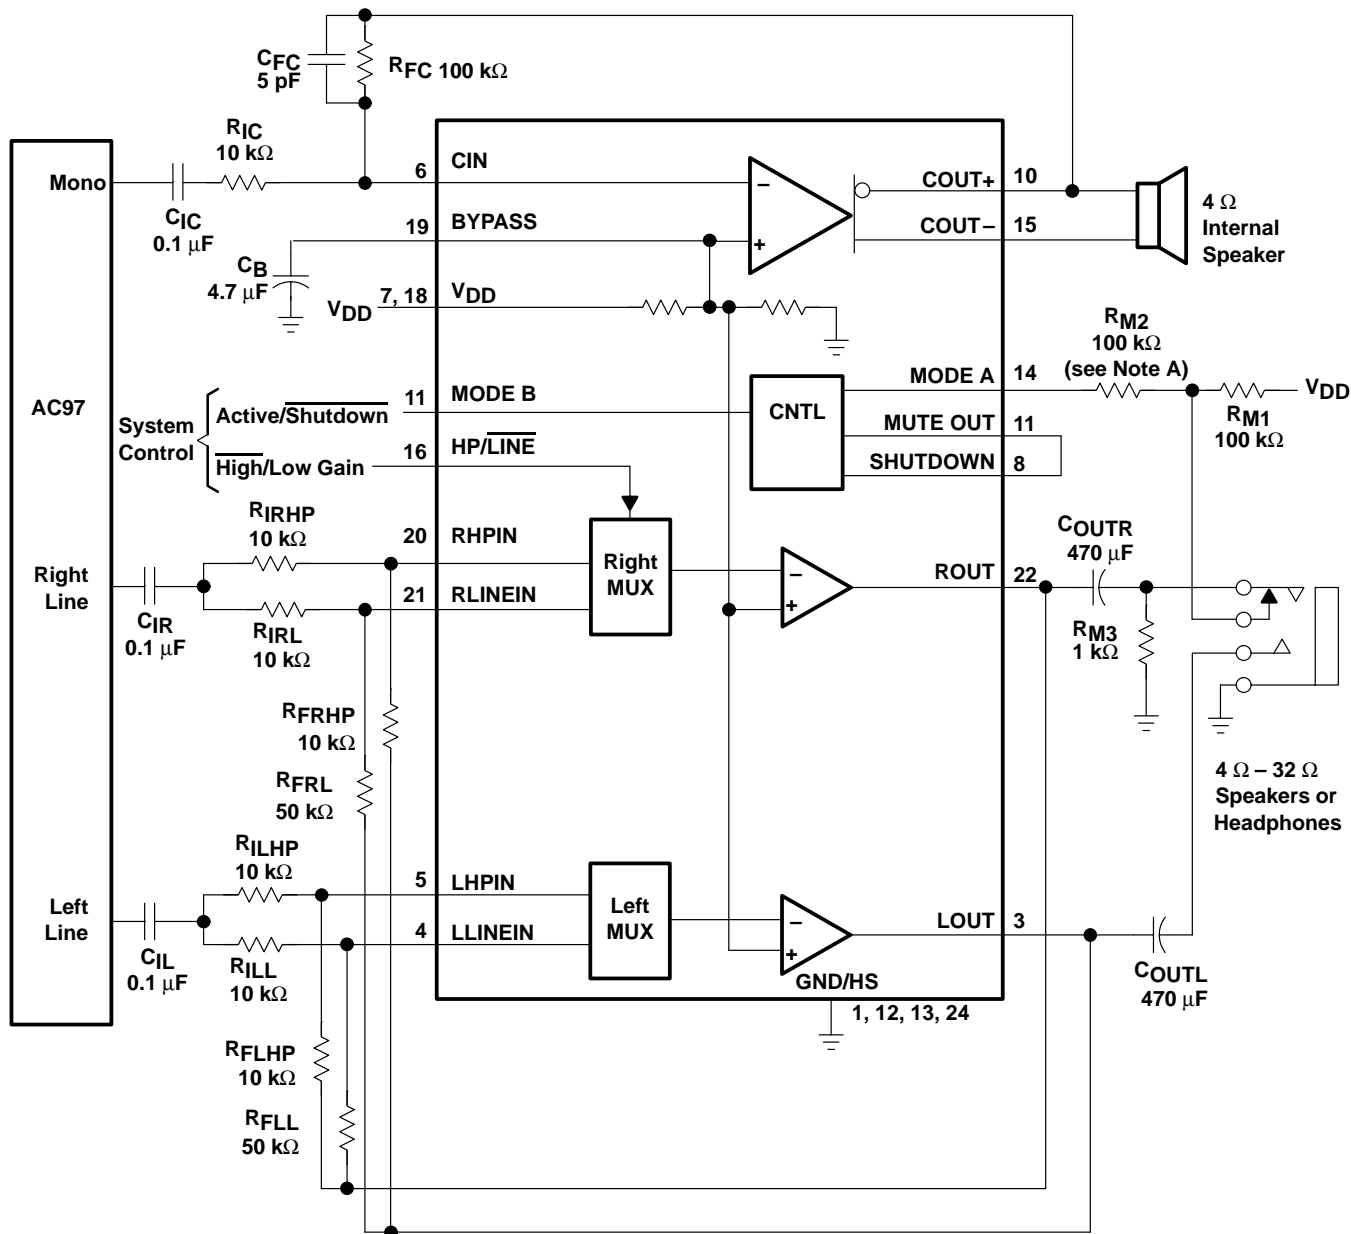 CFC
5 pF
RFC 100 kΩ
RIC
10 kΩ
Mono
CIC
0.1 μF
6
CIN
–
+
COUT+
10
COUT–
15
4 Ω
Internal
Speaker
19
BYPASS
CB
4.7 μF
VDD
7, 18
VDD
RM2
100 kΩ
(see Note A)
MODE A
14
RM1
100 kΩ
VDD
AC97
System
Control
Active/Shutdown
11
MODE B
CNTL
MUTE OUT
11
SHUTDOWN
8
High/Low Gain
16
HP/LINE
RIRHP
10 kΩ
20
RHPIN
Right
MUX
–
+
ROUT
22
COUTR
470 μF
Right
Line
CIR
0.1 μF
21
RLINEIN
RIRL
10 kΩ
RM3
1 kΩ
RFRHP
10 kΩ
RFRL
50 kΩ
4 Ω – 32 Ω
Speakers or
Headphones
RILHP
10 kΩ
5
LHPIN
Left
MUX
–
+
LOUT
3
Left
Line
CIL
0.1 μF
4
LLINEIN
RILL
10 kΩ
COUTL
470 μF
GND/HS
1, 12, 13, 24
RFLHP
10 kΩ
RFLL
50 kΩ